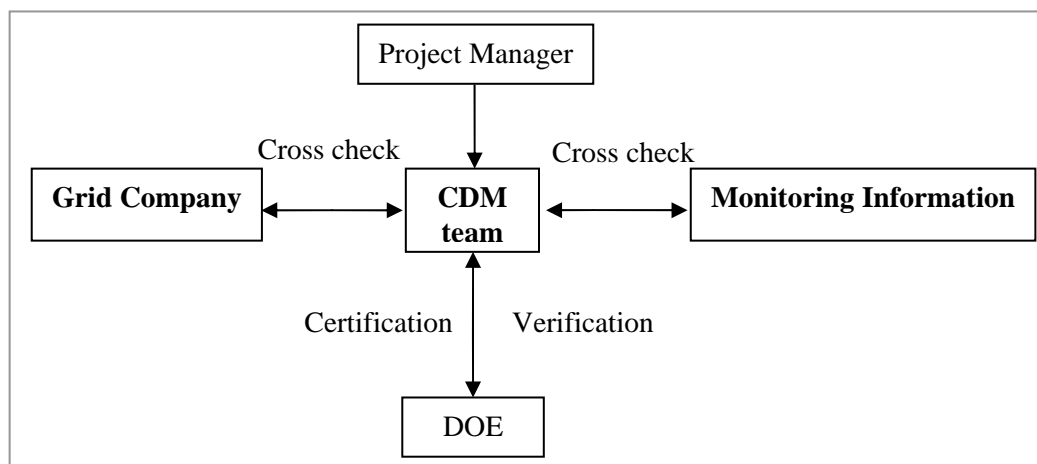 Project Manager
Cross check
Cross check
Grid Company
CDM
team
Monitoring Information
Certification
Verification
DOE